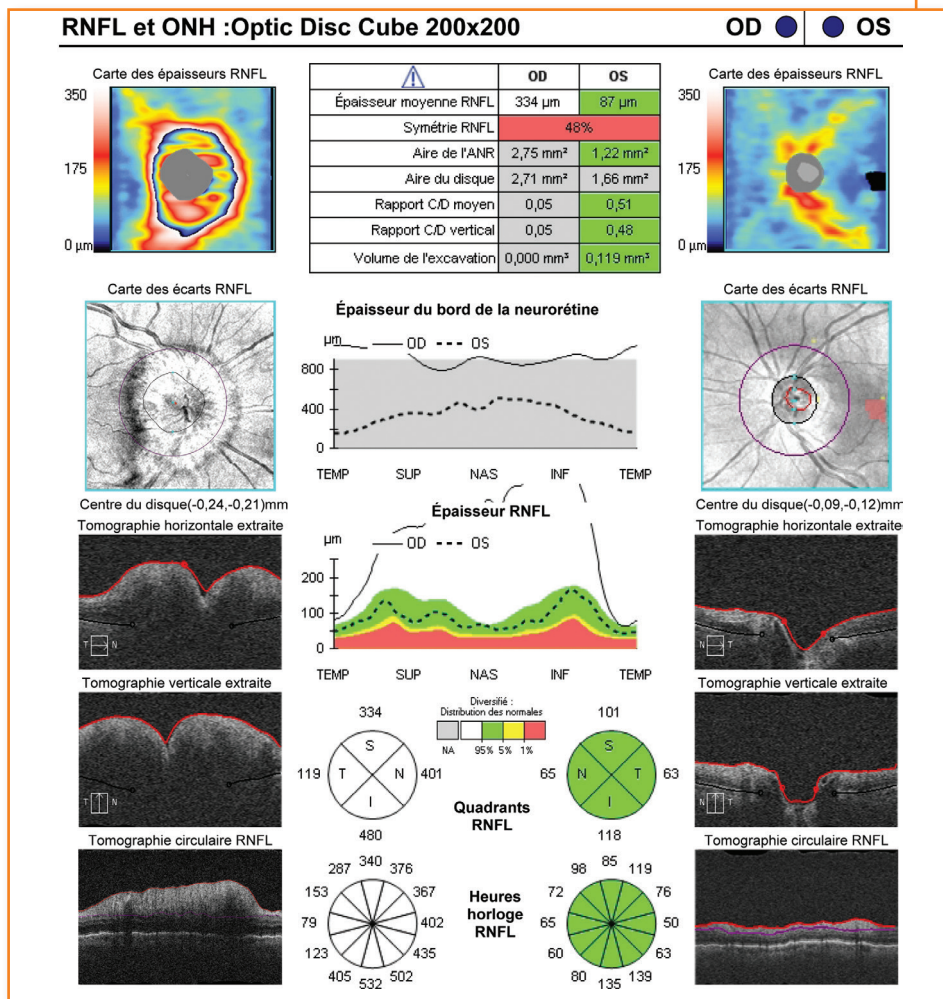 RNFL et ONH :Optic Disc Cube 200x200 OD OS
Carte des épaisseurs RNFL
350
175
0 µm
OD OS
Épaisseur moyenne RNFL 334 µm 87 µm
Symétrie RNFL 48%
Aire de l'ANR 2,75 mm² 1,22 mm²
Aire du disque 2,71 mm² 1,66 mm²
Rapport C/D moyen 0,05 0,51
Rapport C/D vertical 0,05 0,48
Volume de l'excavation 0,000 mm³ 0,119 mm³
Carte des épaisseurs RNFL
350
175
0 µm
Carte des écarts RNFL
Centre du disque(-0,24,-0,21)mm
Épaisseur du bord de la neurorétine
µm OD OS
800
400
0
TEMP SUP NAS INF TEMP
Carte des écarts RNFL
Centre du disque(-0,09,-0,12)mm
Tomographie horizontale extraite
T N
Épaisseur RNFL
µm OD OS
200
100
0
TEMP SUP NAS INF TEMP
Tomographie horizontale extraite
T N
Tomographie verticale extraite
T N
334
S
119 T N 401
I
480
Diversifié :
Distribution des normales
NA 95% 5% 1%
Quadrants
RNFL
101
S
65 N T 63
I
118
Tomographie verticale extraite
N T
Tomographie circulaire RNFL
340
287 376
153 367
79 402
123 435
405 502
532
Heures
horloge
RNFL
85
98 119
72 76
65 50
60 63
80 139
135
Tomographie circulaire RNFL